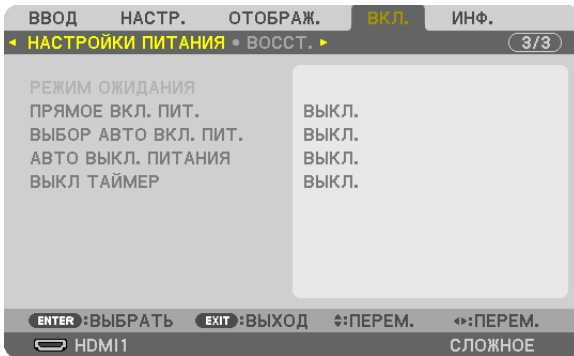 ВВОД НАСТР. ОТОБРАЖ. ВКЛ. ИНФ.
НАСТРОЙКИ ПИТАНИЯ • ВОССТ. 3/3
РЕЖИМ ОЖИДАНИЯ
ПРЯМОЕ ВКЛ. ПИТ. ВЫКЛ.
ВЫБОР АВТО ВКЛ. ПИТ. ВЫКЛ.
АВТО ВЫКЛ. ПИТАНИЯ ВЫКЛ.
ВЫКЛ ТАЙМЕР ВЫКЛ.
ENTER :ВЫБРАТЬ EXIT :ВЫХОД :ПЕРЕМ. :ПЕРЕМ.
HDMI1 СЛОЖНОЕ